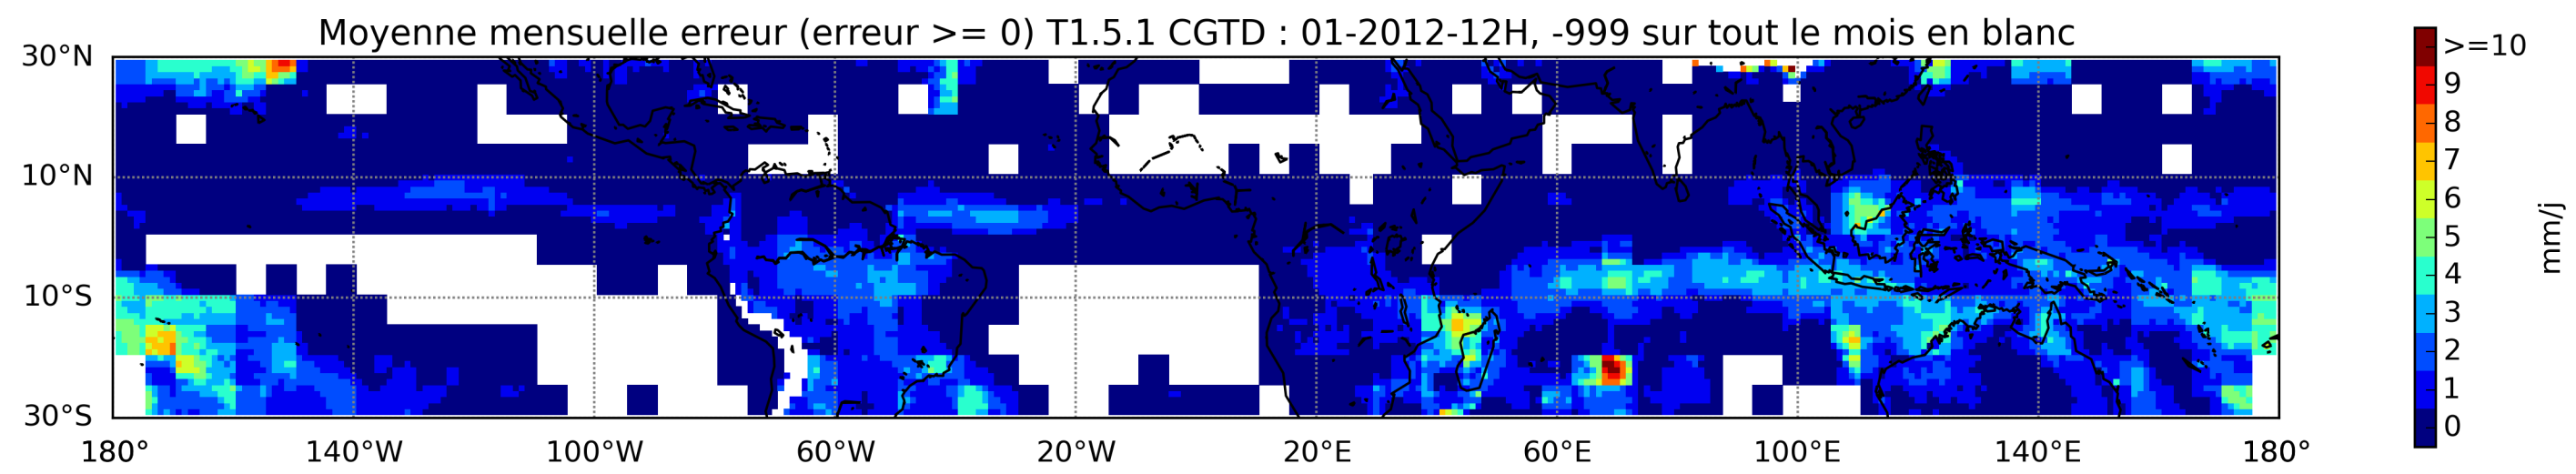 Moyenne mensuelle erreur (erreur >= 0) T1.5.1 CGTD : 01-2012-12H, -999 sur tout le mois en blanc
30°N
10°N
10°S
30°S
180° 140°W 100°W 60°W 20°W 20°E 60°E 100°E 140°E 180°
>=10
9
8
7
6
5
4
3
2
1
0
mm/j